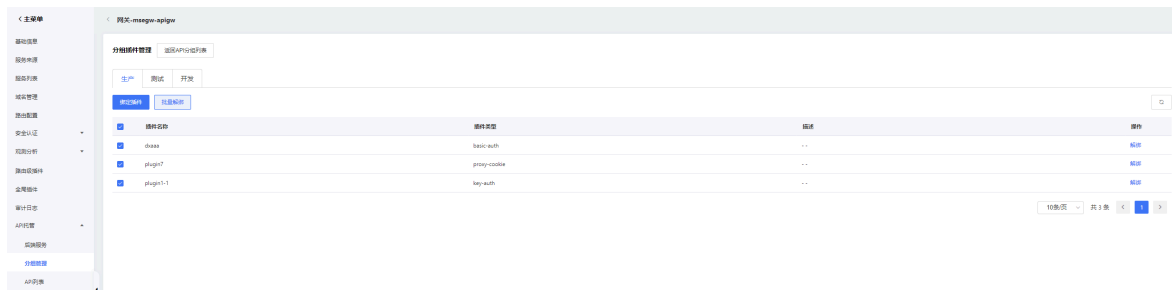 < 主菜单
< 网关-msegw-apigw
基础信息
服务来源
服务列表
域名管理
路由配置
安全认证
观测分析
路由级插件
全局插件
审计日志
API托管
后端服务
分组管理
API列表
分组插件管理 返回API分组列表
生产 测试 开发
绑定插件 批量解绑
插件名称 插件类型 描述 操作
dxaaa basic-auth - - 解绑
plugin7 proxy-cookie - - 解绑
plugin1-1 key-auth - - 解绑
10条/页 共 3 条 < 1 >